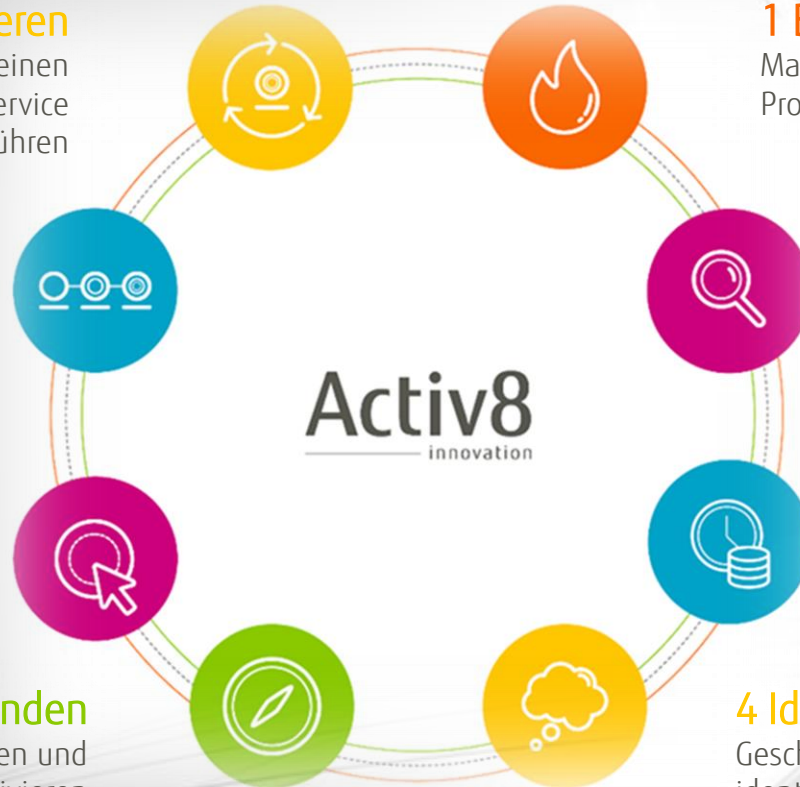 eren
einen
ervice
ühren
1 E
Ma
Pro
Activ8
innovation
nden
en und
4 Id
Gesch